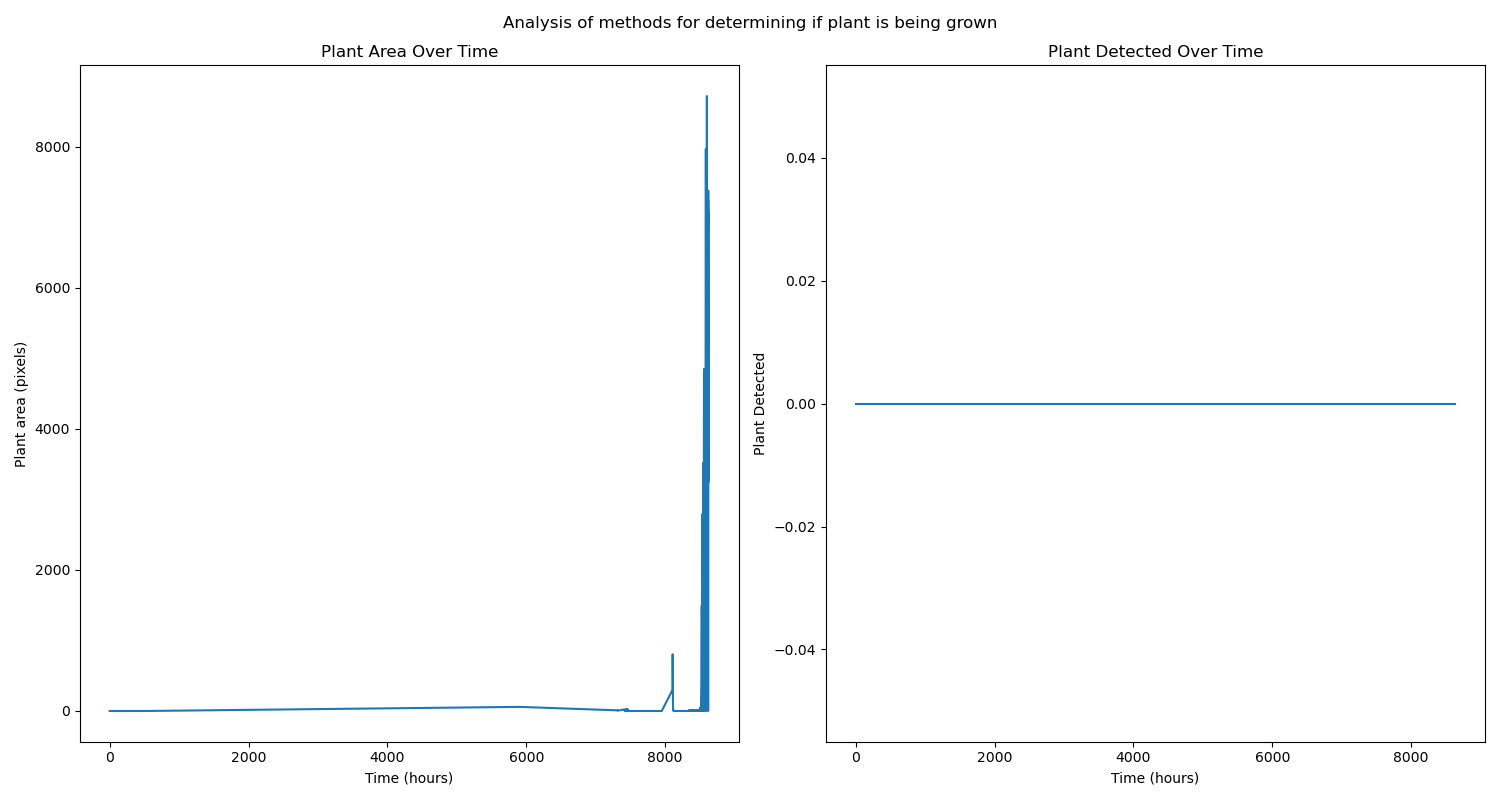 Analysis of methods for determining if plant is being grown
Plant Area Over Time
Plant area (pixels)
8000
6000
4000
2000
0
0 2000 4000 6000 8000
Time (hours)
Plant Detected Over Time
Plant Detected
0.04
0.02
0.00
−0.02
−0.04
0 2000 4000 6000 8000
Time (hours)